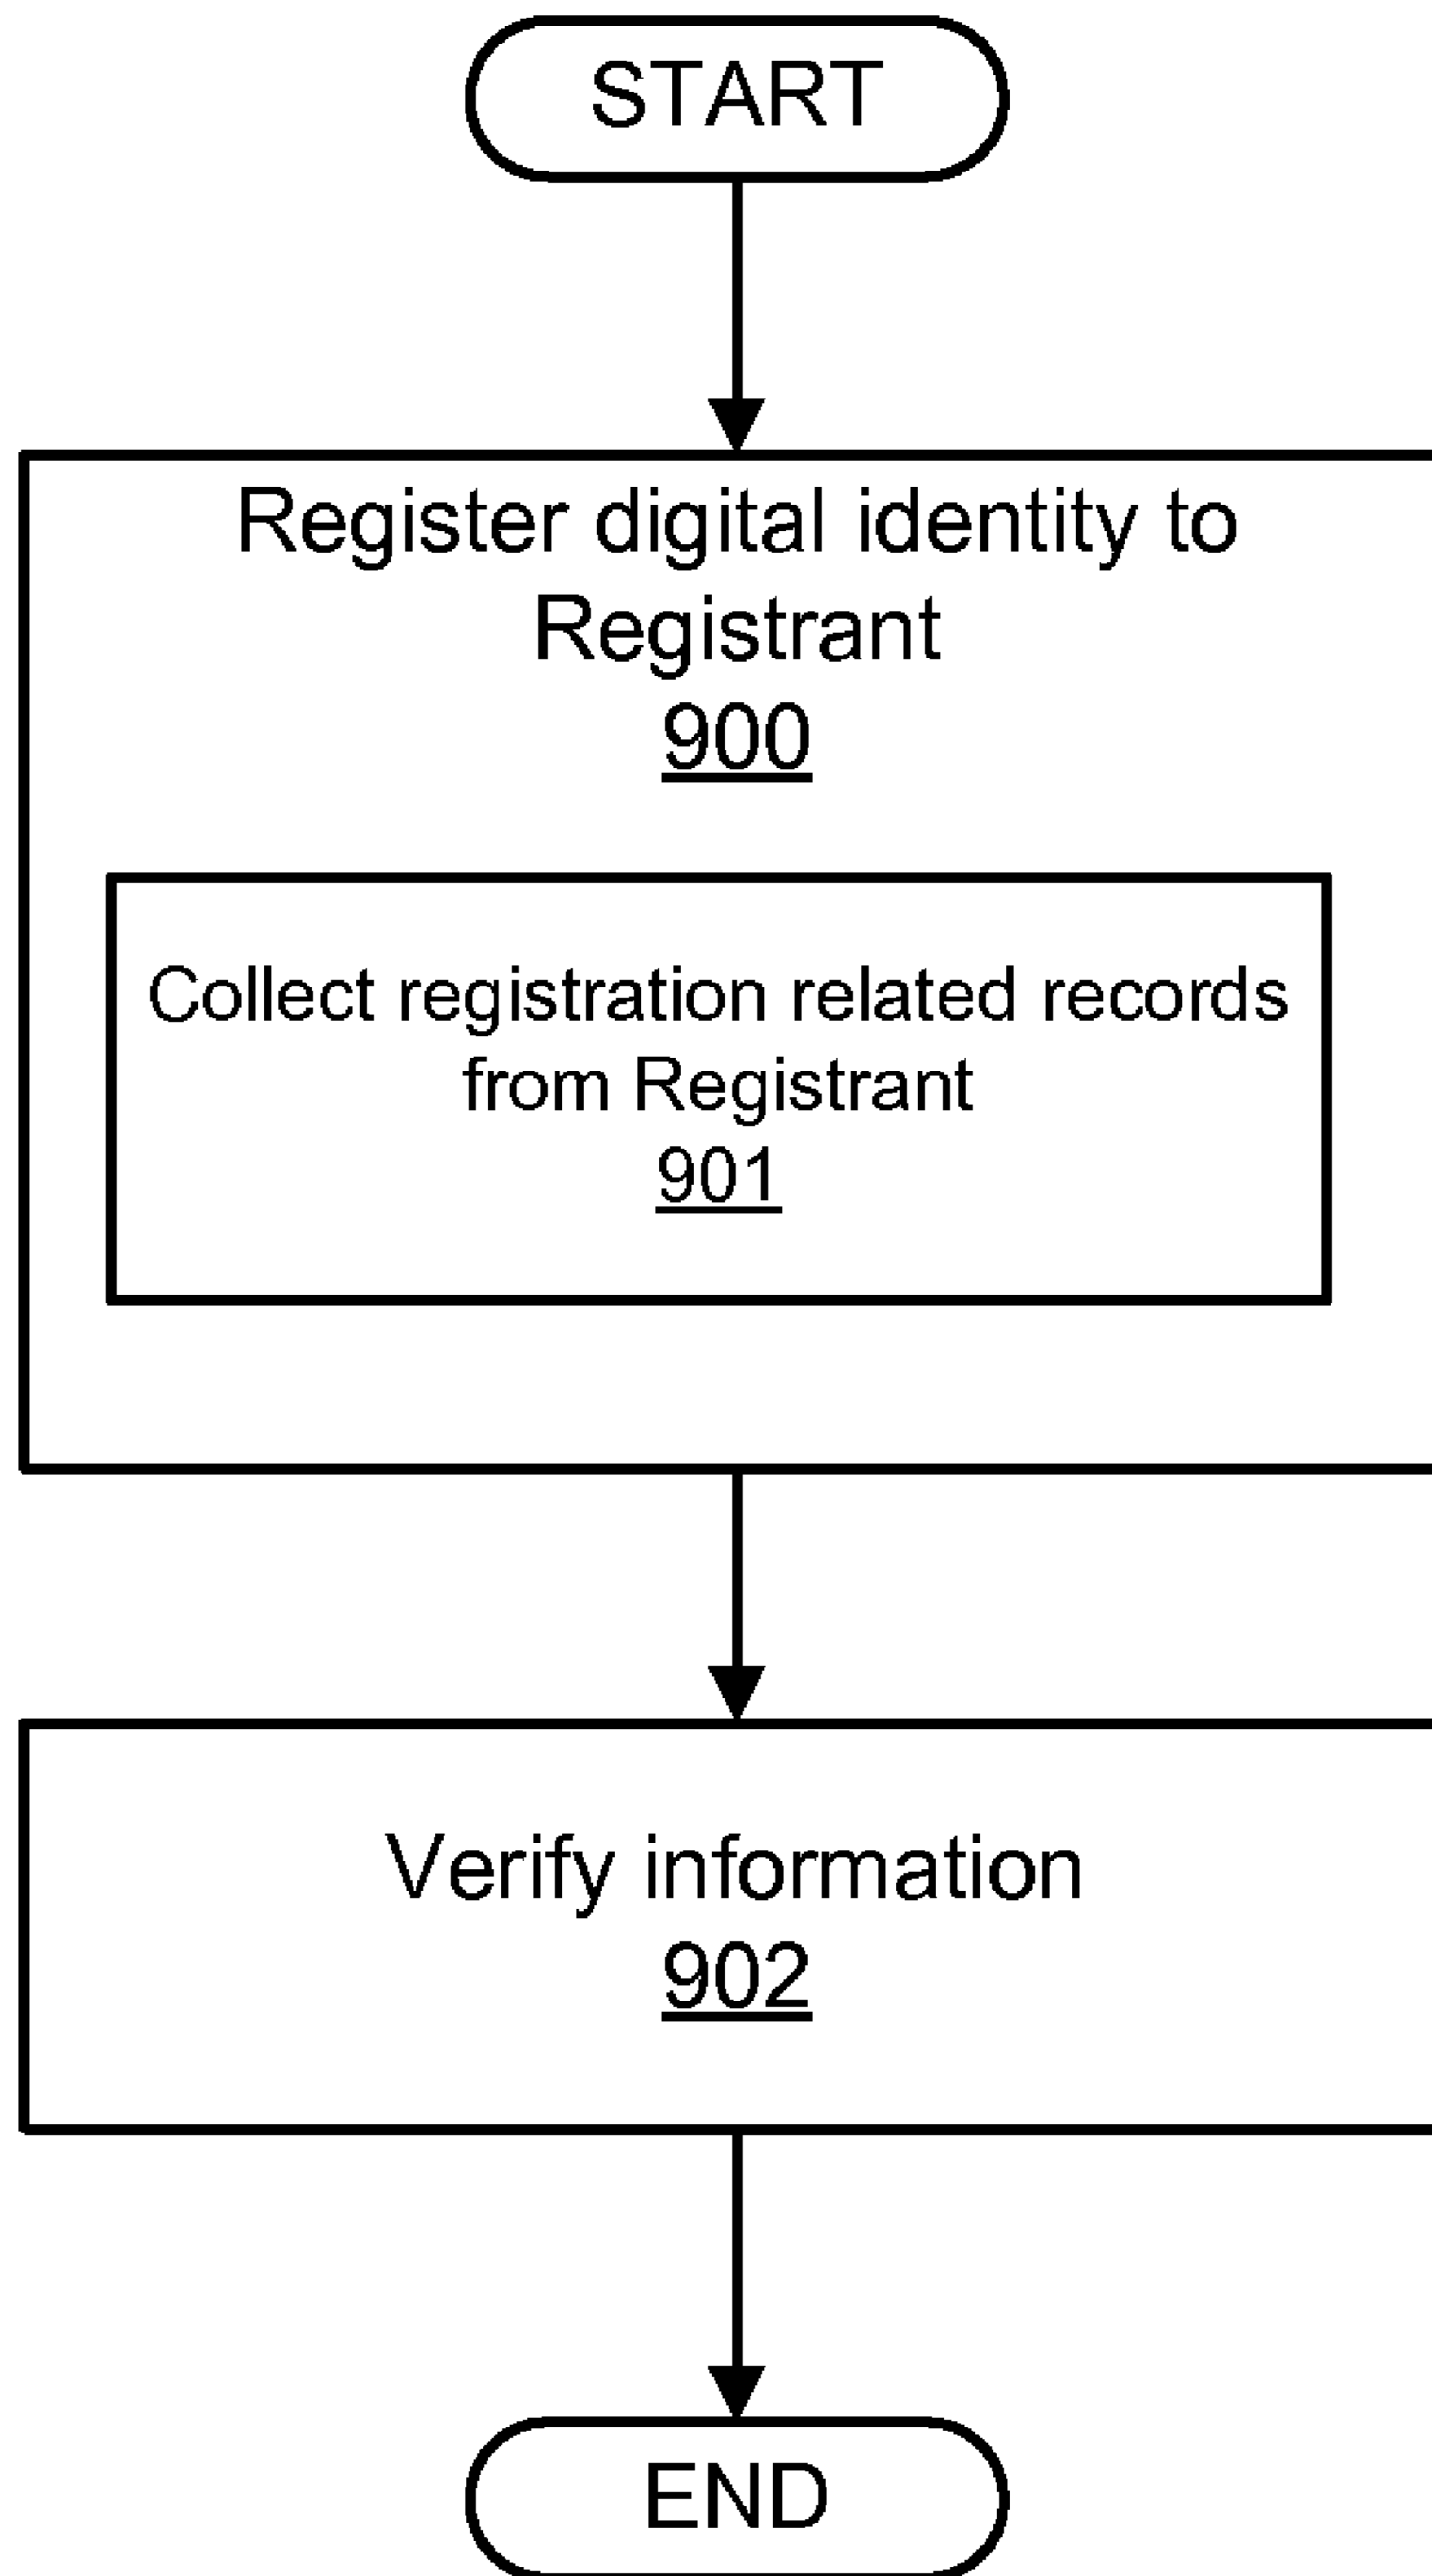 START
Register digital identity to
Registrant
900
Collect registration related records
from Registrant
901
Verify information
902
END